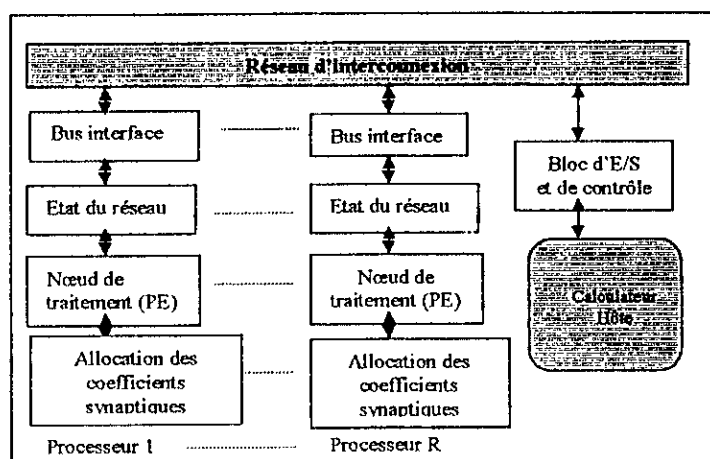 Réseau d'Interconnexion
Bus interface
Bus interface
Bloc d'E/S
et de contrôle
Etat du réseau
Etat du réseau
Nœud de
traitement (PE)
Nœud de
traitement (PE)
Calculateur
Hôte
Allocation des
coefficients
synaptiques
Allocation des
coefficients
synaptiques
Processeur 1
Processeur R